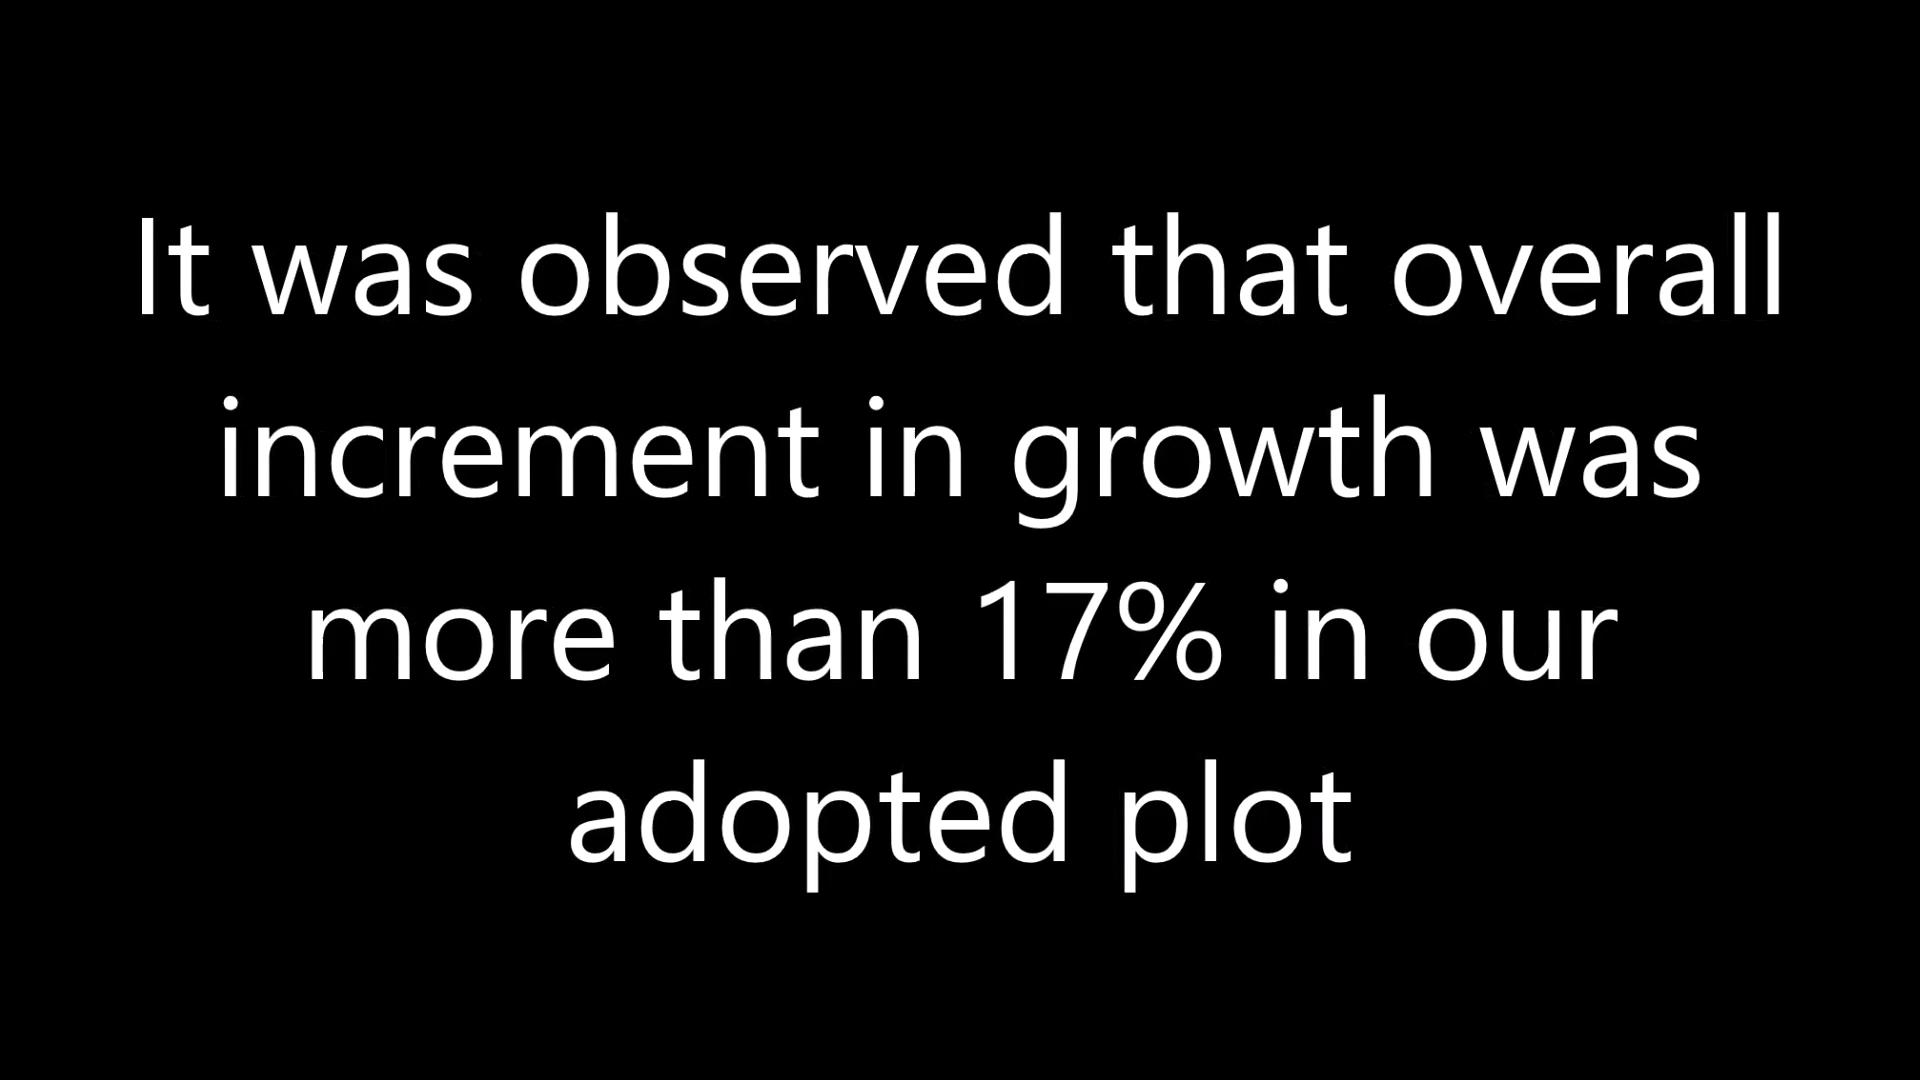 It was observed that overall
increment in growth was
more than 17% in our
adopted plot